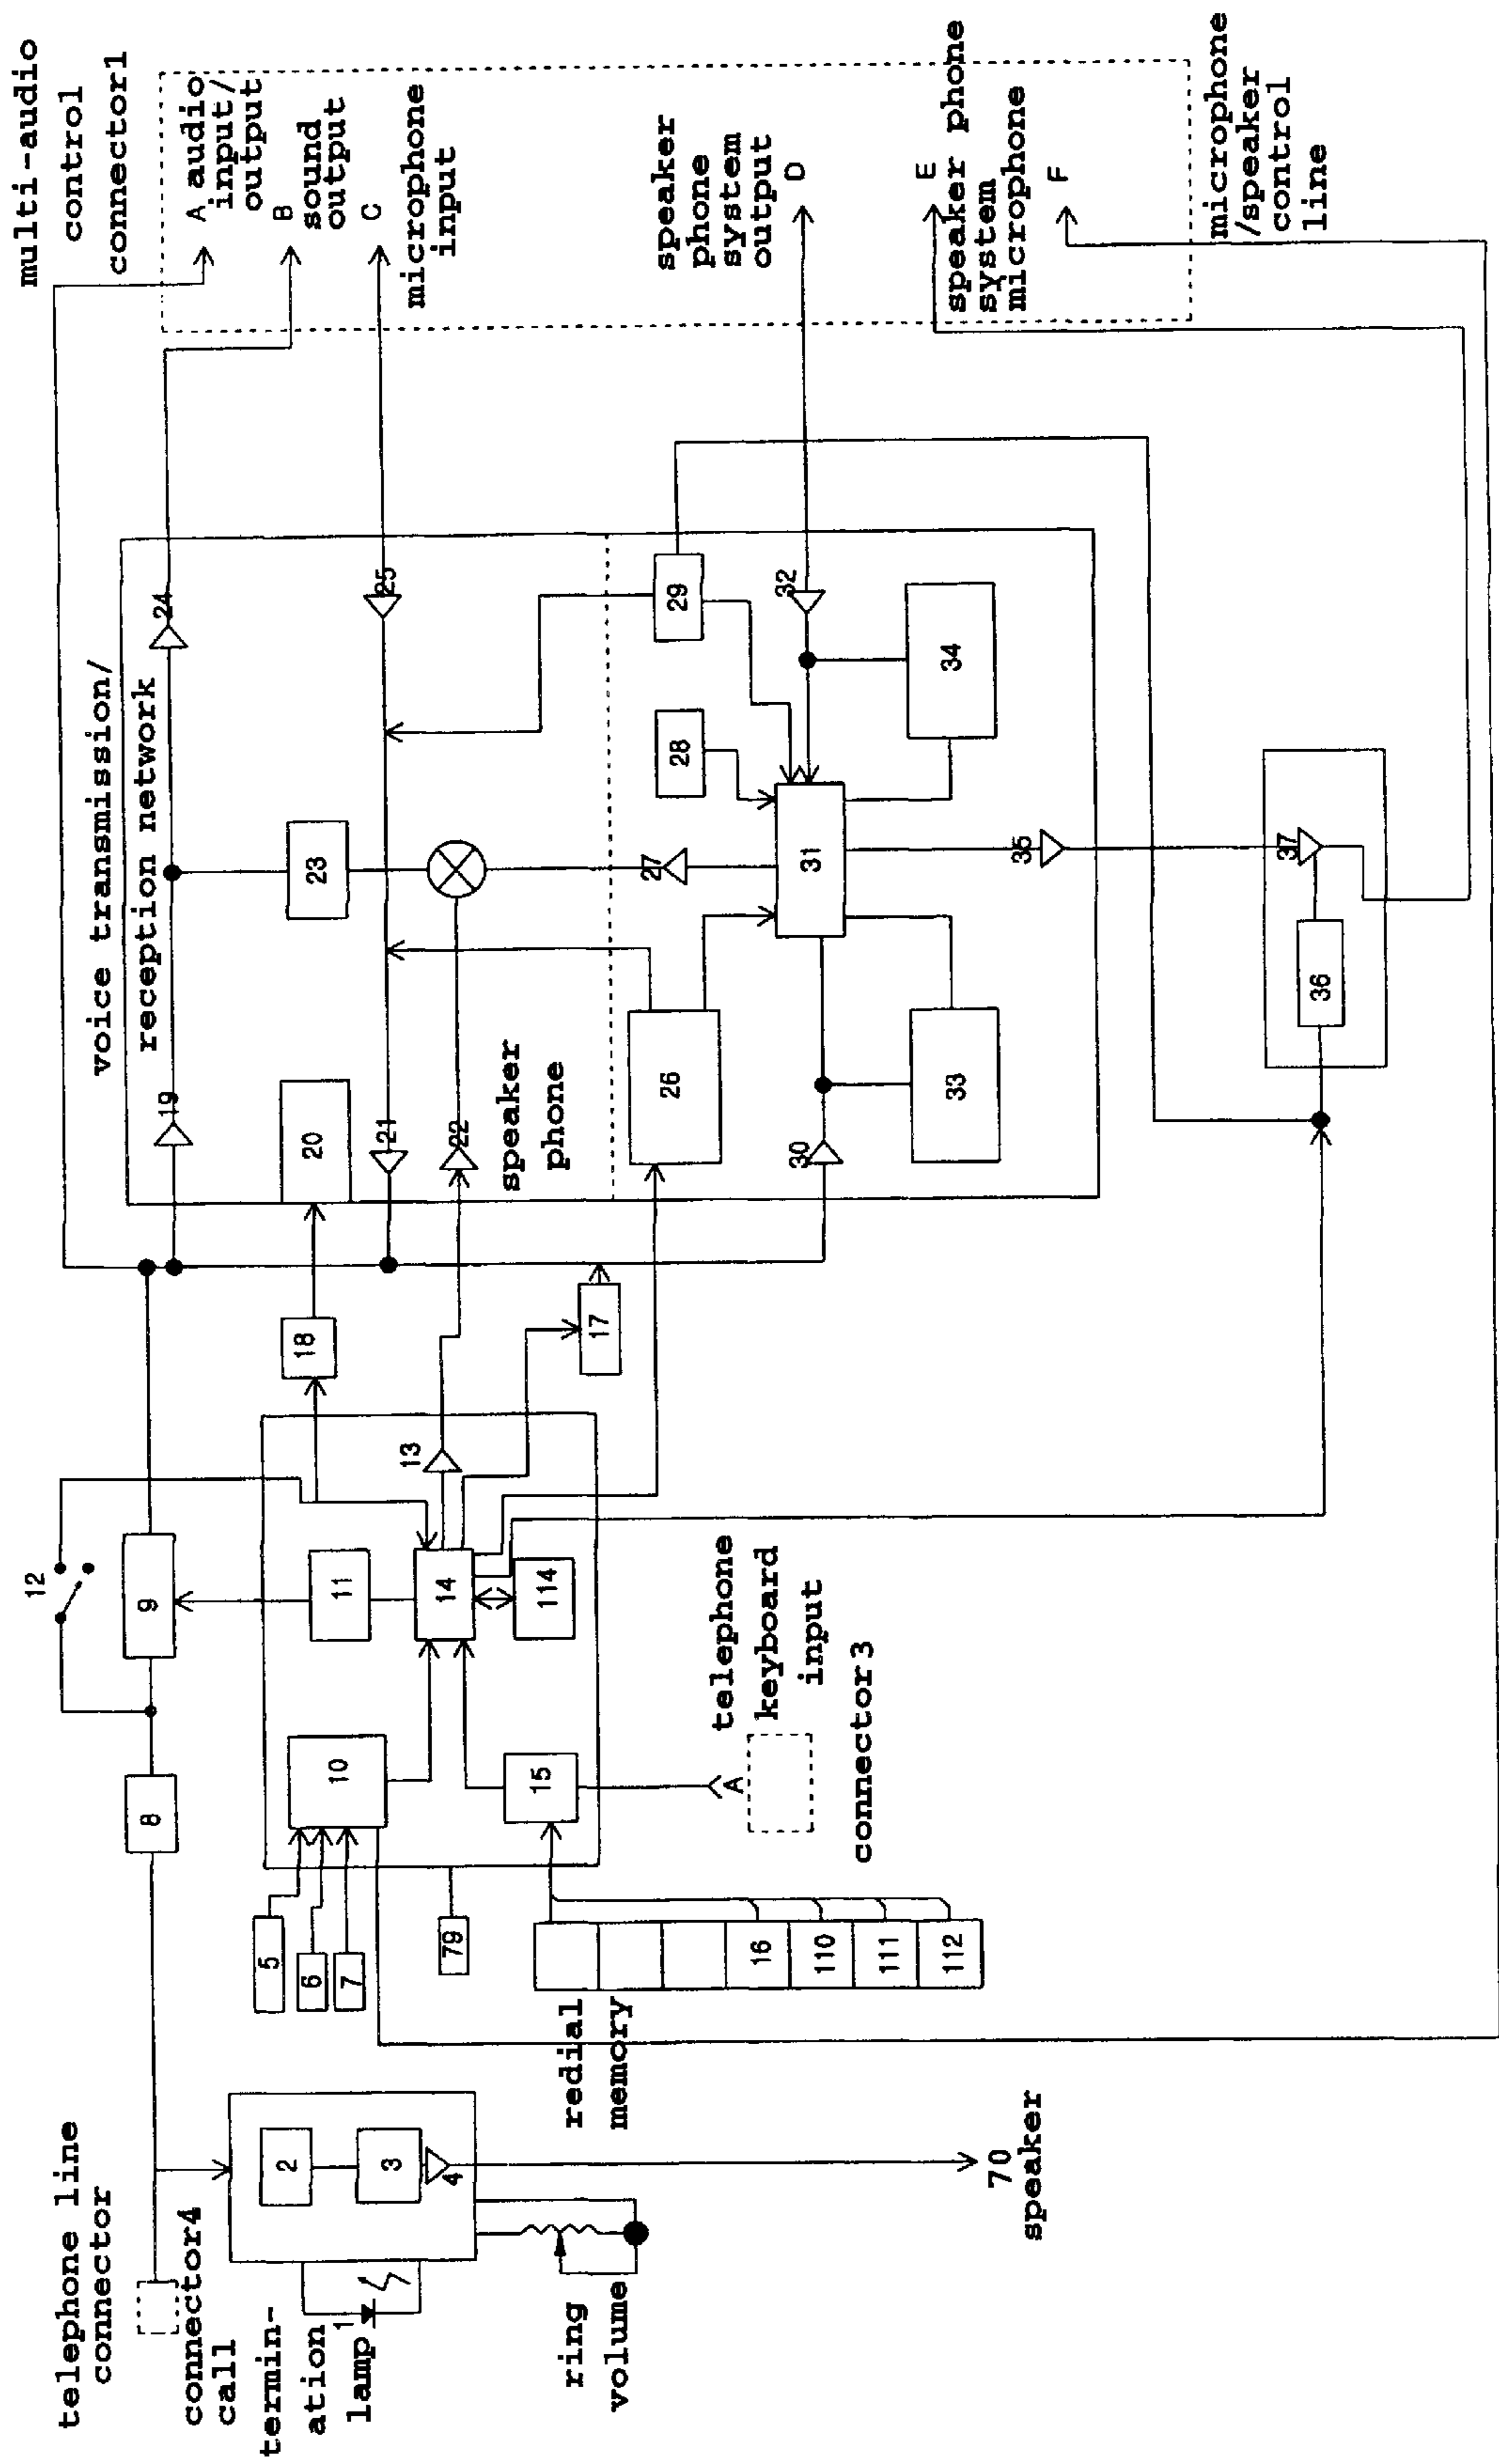 telephone line
connector
connector4
call
termin-
ation
lamp
1
ring
volume
2
3
4
70
speaker
redial
memory
5
6
7
79
16
110
111
112
8
9
12
10
11
14
114
15
13
A
telephone
keyboard
input
connector3
18
17
voice transmission/
reception network
19
20
21
22
23
24
25
speaker
phone
26
27
28
29
30
31
32
33
34
35
36
37
multi-audio
control
connector1
A audio
input/
output
B
sound
output
C
microphone
input
speaker
phone
system
output
D
E
speaker phone
system
microphone
F
microphone
/speaker
control
line